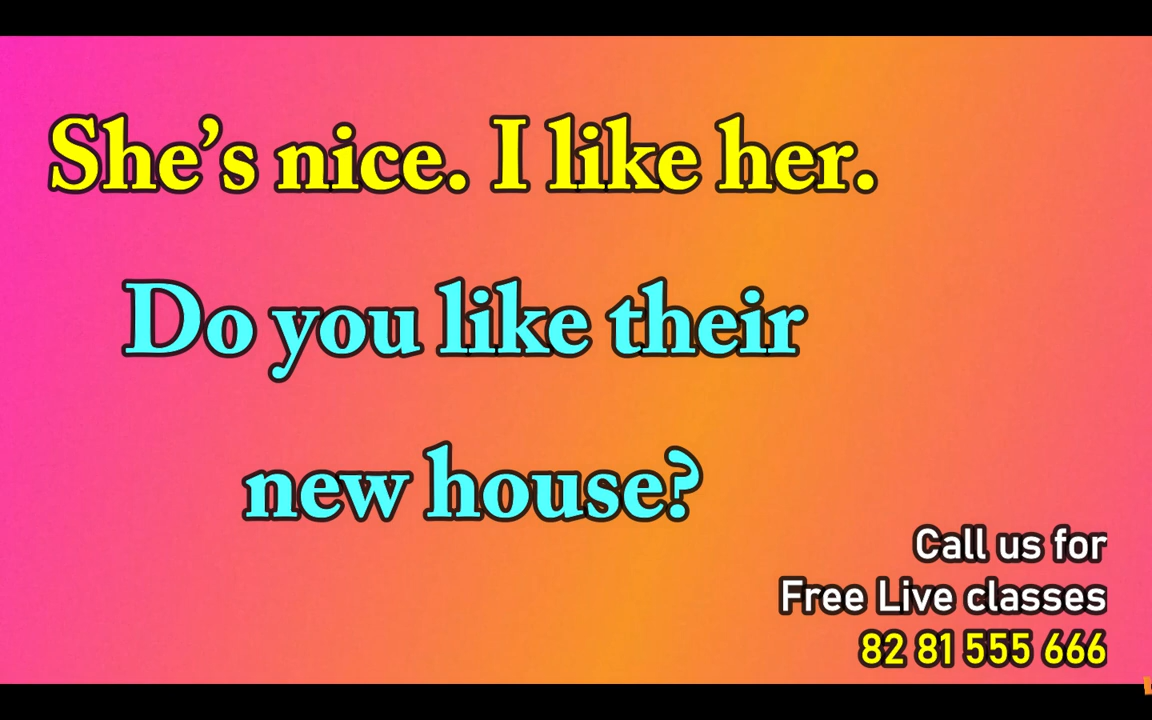 She’s nice. I like her.
Do you like their
new house?
Call us for
Free Live classes
82 81 555 666